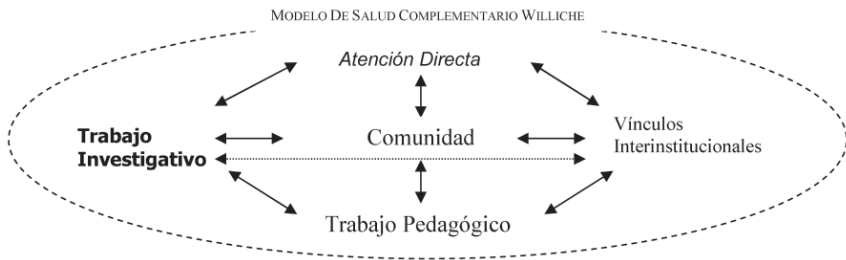 MODELO DE SALUD COMPLEMENTARIO WILLICHE
Atención Directa
Trabajo
Investigativo
Comunidad
Vínculos
Interinstitucionales
Trabajo Pedagógico